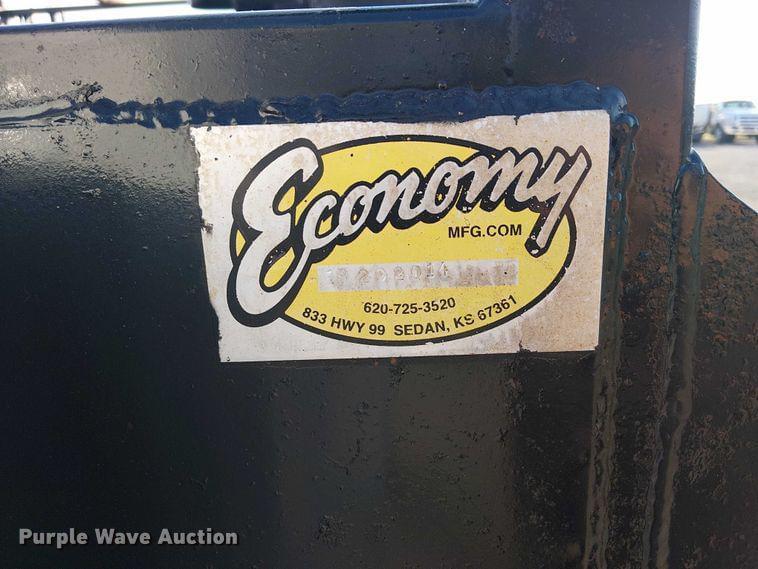 Economy
MFG.COM
620-725-3520
833 HWY 99 SEDAN, KS 67361
Purple Wave Auction